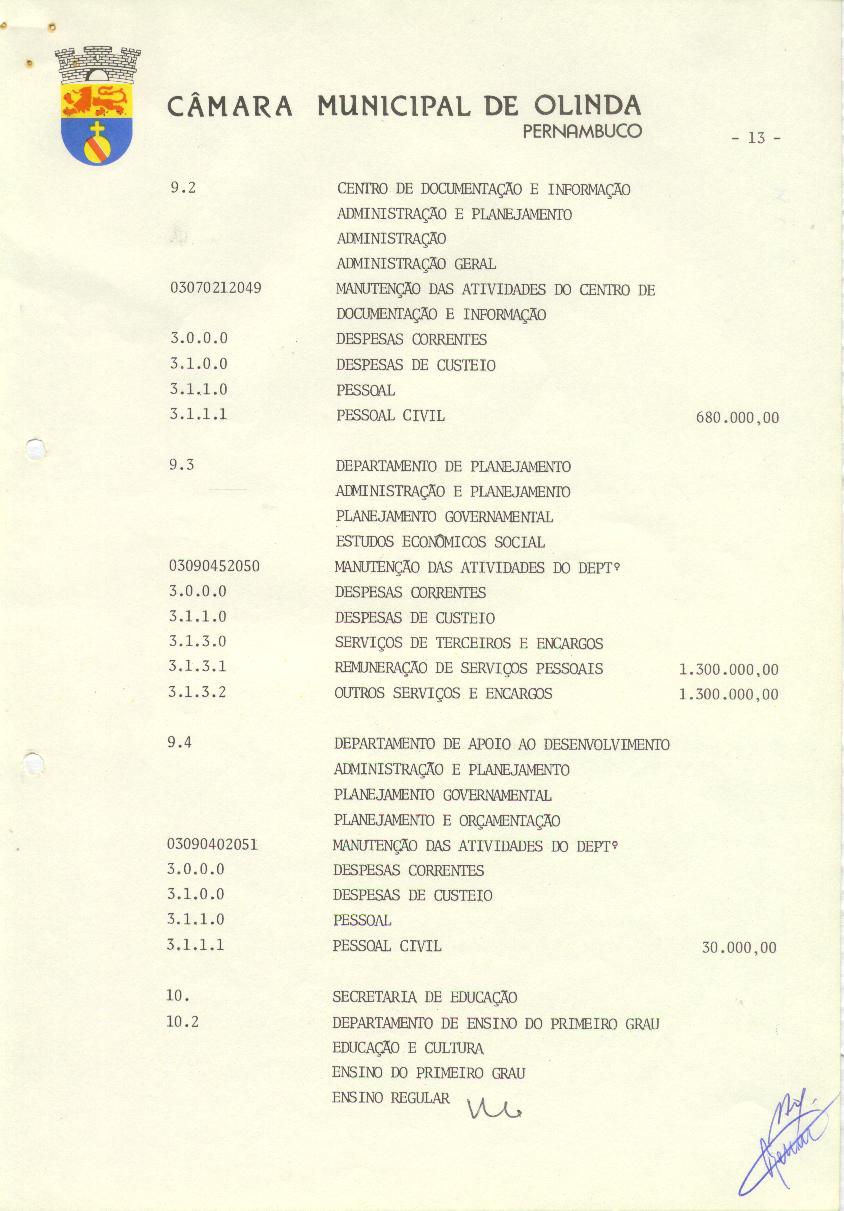 CÂMARA MUNICIPAL DE OLINDA
PERNAMBUCO
- 13 -
9.2 CENTRO DE DOCUMENTAÇÃO E INFORMAÇÃO
ADMINISTRAÇÃO E PLANEJAMENTO
ADMINISTRAÇÃO
ADMINISTRAÇÃO GERAL
03070212049 MANUTENÇÃO DAS ATIVIDADES DO CENTRO DE
DOCUMENTAÇÃO E INFORMAÇÃO
3.0.0.0 DESPESAS CORRENTES
3.1.0.0 DESPESAS DE CUSTEIO
3.1.1.0 PESSOAL
3.1.1.1 PESSOAL CIVIL 680.000,00
9.3 DEPARTAMENTO DE PLANEJAMENTO
ADMINISTRAÇÃO E PLANEJAMENTO
PLANEJAMENTO GOVERNAMENTAL
ESTUDOS ECONÔMICOS SOCIAL
03090452050 MANUTENÇÃO DAS ATIVIDADES DO DEPTº
3.0.0.0 DESPESAS CORRENTES
3.1.1.0 DESPESAS DE CUSTEIO
3.1.3.0 SERVIÇOS DE TERCEIROS E ENCARGOS
3.1.3.1 REMUNERAÇÃO DE SERVIÇOS PESSOAIS 1.300.000,00
3.1.3.2 OUTROS SERVIÇOS E ENCARGOS 1.300.000,00
9.4 DEPARTAMENTO DE APOIO AO DESENVOLVIMENTO
ADMINISTRAÇÃO E PLANEJAMENTO
PLANEJAMENTO GOVERNAMENTAL
PLANEJAMENTO E ORÇAMENTAÇÃO
03090402051 MANUTENÇÃO DAS ATIVIDADES DO DEPTº
3.0.0.0 DESPESAS CORRENTES
3.1.0.0 DESPESAS DE CUSTEIO
3.1.1.0 PESSOAL
3.1.1.1 PESSOAL CIVIL 30.000,00
10. SECRETARIA DE EDUCAÇÃO
10.2 DEPARTAMENTO DE ENSINO DO PRIMEIRO GRAU
EDUCAÇÃO E CULTURA
ENSINO DO PRIMEIRO GRAU
ENSINO REGULAR